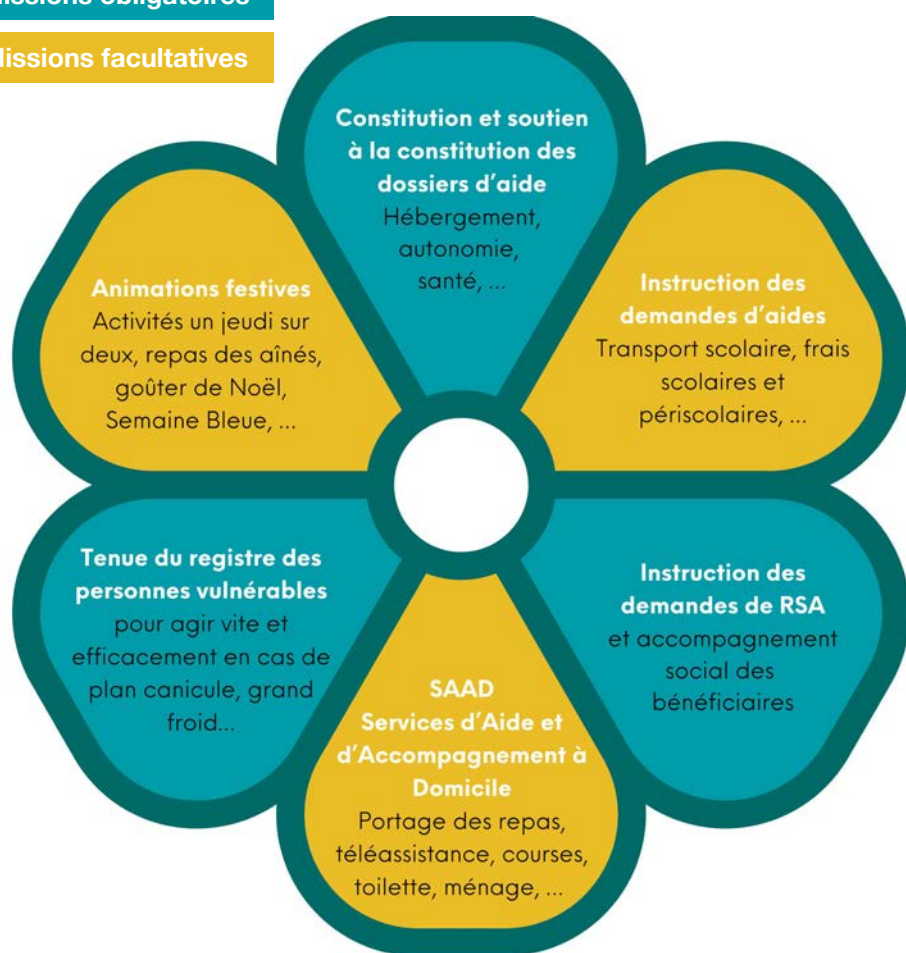 obligatoires
facultatives
Constitution et soutien
à la constitution des
dossiers d'aide
Hébergement,
autonomie,
santé, ...
Instruction des
demandes d'aides
Transport scolaire, frais
scolaires et
périscolaires, ...
Instruction des
demandes de RSA
et accompagnement
social des
bénéficiaires
SAAD
Services d'Aide et
d'Accompagnement à
Domicile
Portage des repas,
téléassistance, courses,
toilette, ménage, ...
Tenue du registre des
personnes vulnérables
pour agir vite et
efficacement en cas de
plan canicule, grand
froid...
Animations festives
Activités un jeudi sur
deux, repas des aînés,
goûter de Noël,
Semaine Bleue, ...